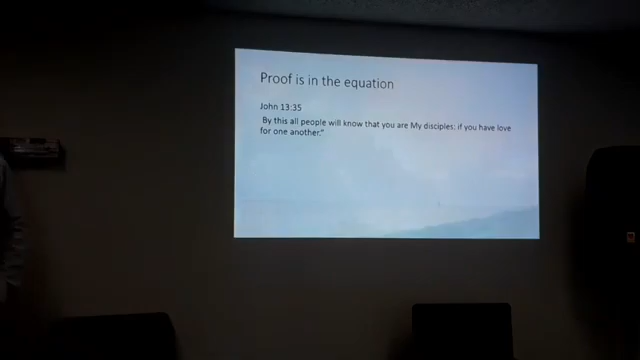 Proof is in the equation
John 13:35
By this all people will know that you are My disciples: if you have love
for one another."